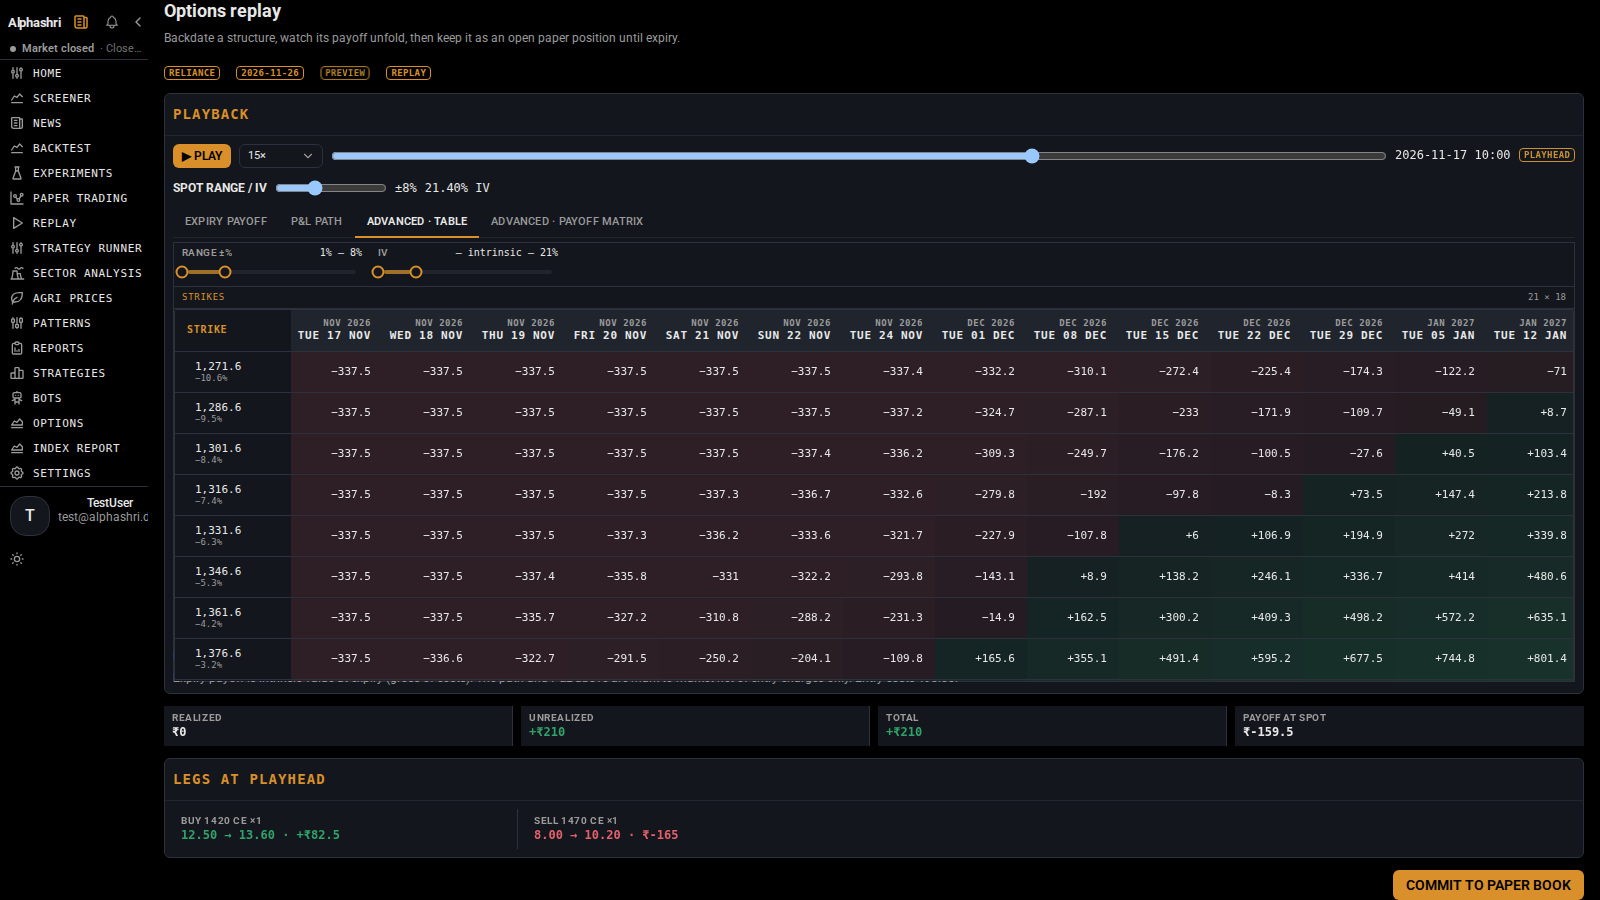 Alphashri
Market closed · Close…
HOME
SCREENER
NEWS
BACKTEST
EXPERIMENTS
PAPER TRADING
REPLAY
STRATEGY RUNNER
SECTOR ANALYSIS
AGRI PRICES
PATTERNS
REPORTS
STRATEGIES
BOTS
OPTIONS
INDEX REPORT
SETTINGS
T
TestUser
test@alphashri.d
Options replay
Backdate a structure, watch its payoff unfold, then keep it as an open paper position until expiry.
RELIANCE 2026-11-26 PREVIEW REPLAY
PLAYBACK
▶ PLAY 15× 2026-11-17 10:00 PLAYHEAD
SPOT RANGE / IV ±8% 21.40% IV
EXPIRY PAYOFF P&L PATH ADVANCED · TABLE ADVANCED · PAYOFF MATRIX
RANGE ±% 1% – 8% IV – intrinsic – 21%
STRIKES 21 × 18
NOV 2026 NOV 2026 NOV 2026 NOV 2026 NOV 2026 NOV 2026 NOV 2026 DEC 2026 DEC 2026 DEC 2026 DEC 2026 DEC 2026 JAN 2027 JAN 2027
STRIKE TUE 17 NOV WED 18 NOV THU 19 NOV FRI 20 NOV SAT 21 NOV SUN 22 NOV TUE 24 NOV TUE 01 DEC TUE 08 DEC TUE 15 DEC TUE 22 DEC TUE 29 DEC TUE 05 JAN TUE 12 JAN
1,271.6 −337.5 −337.5 −337.5 −337.5 −337.5 −337.5 −337.4 −332.2 −310.1 −272.4 −225.4 −174.3 −122.2 −71
−10.6%
1,286.6 −337.5 −337.5 −337.5 −337.5 −337.5 −337.5 −337.2 −324.7 −287.1 −233 −171.9 −109.7 −49.1 +8.7
−9.5%
1,301.6 −337.5 −337.5 −337.5 −337.5 −337.5 −337.4 −336.2 −309.3 −249.7 −176.2 −100.5 −27.6 +40.5 +103.4
−8.4%
1,316.6 −337.5 −337.5 −337.5 −337.5 −337.3 −336.7 −332.6 −279.8 −192 −97.8 −8.3 +73.5 +147.4 +213.8
−7.4%
1,331.6 −337.5 −337.5 −337.5 −337.3 −336.2 −333.6 −321.7 −227.9 −107.8 +6 +106.9 +194.9 +272 +339.8
−6.3%
1,346.6 −337.5 −337.5 −337.4 −335.8 −331 −322.2 −293.8 −143.1 +8.9 +138.2 +246.1 +336.7 +414 +480.6
−5.3%
1,361.6 −337.5 −337.5 −335.7 −327.2 −310.8 −288.2 −231.3 −14.9 +162.5 +300.2 +409.3 +498.2 +572.2 +635.1
−4.2%
1,376.6 −337.5 −336.6 −322.7 −291.5 −250.2 −204.1 −109.8 +165.6 +355.1 +491.4 +595.2 +677.5 +744.8 +801.4
−3.2%
REALIZED UNREALIZED TOTAL PAYOFF AT SPOT
₹0 +₹210 +₹210 ₹-159.5
LEGS AT PLAYHEAD
BUY 1420 CE ×1 SELL 1470 CE ×1
12.50 → 13.60 · +₹82.5 8.00 → 10.20 · ₹-165
COMMIT TO PAPER BOOK